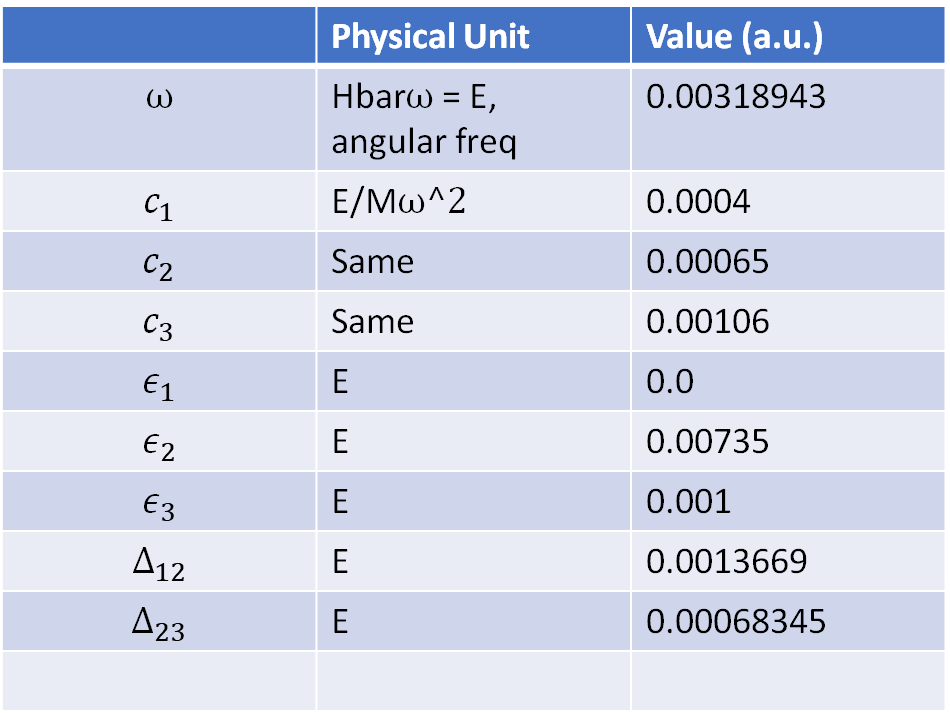 Physical Unit Value (a.u.)
ω Hbarω = E, 0.00318943
angular freq
c₁ E/Mω^2 0.0004
c₂ Same 0.00065
c₃ Same 0.00106
ϵ₁ E 0.0
ϵ₂ E 0.00735
ϵ₃ E 0.001
Δ₁₂ E 0.0013669
Δ₂₃ E 0.00068345